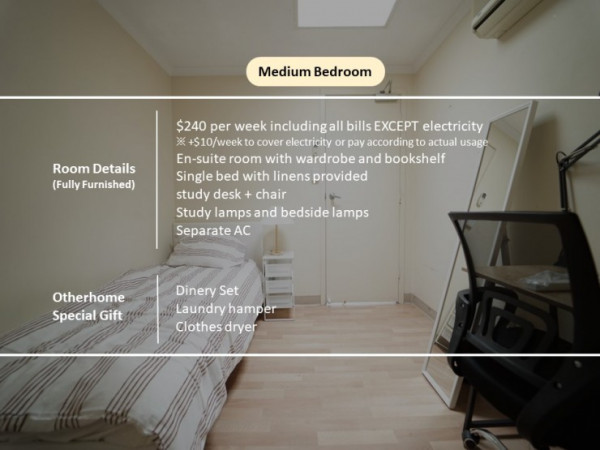 Medium Bedroom
Room Details
(Fully Furnished)
$240 per week including all bills EXCEPT electricity
※ +$10/week to cover electricity or pay according to actual usage
En-suite room with wardrobe and bookshelf
Single bed with linens provided
study desk + chair
Study lamps and bedside lamps
Separate AC
Otherhome
Special Gift
Dinery Set
Laundry hamper
Clothes dryer